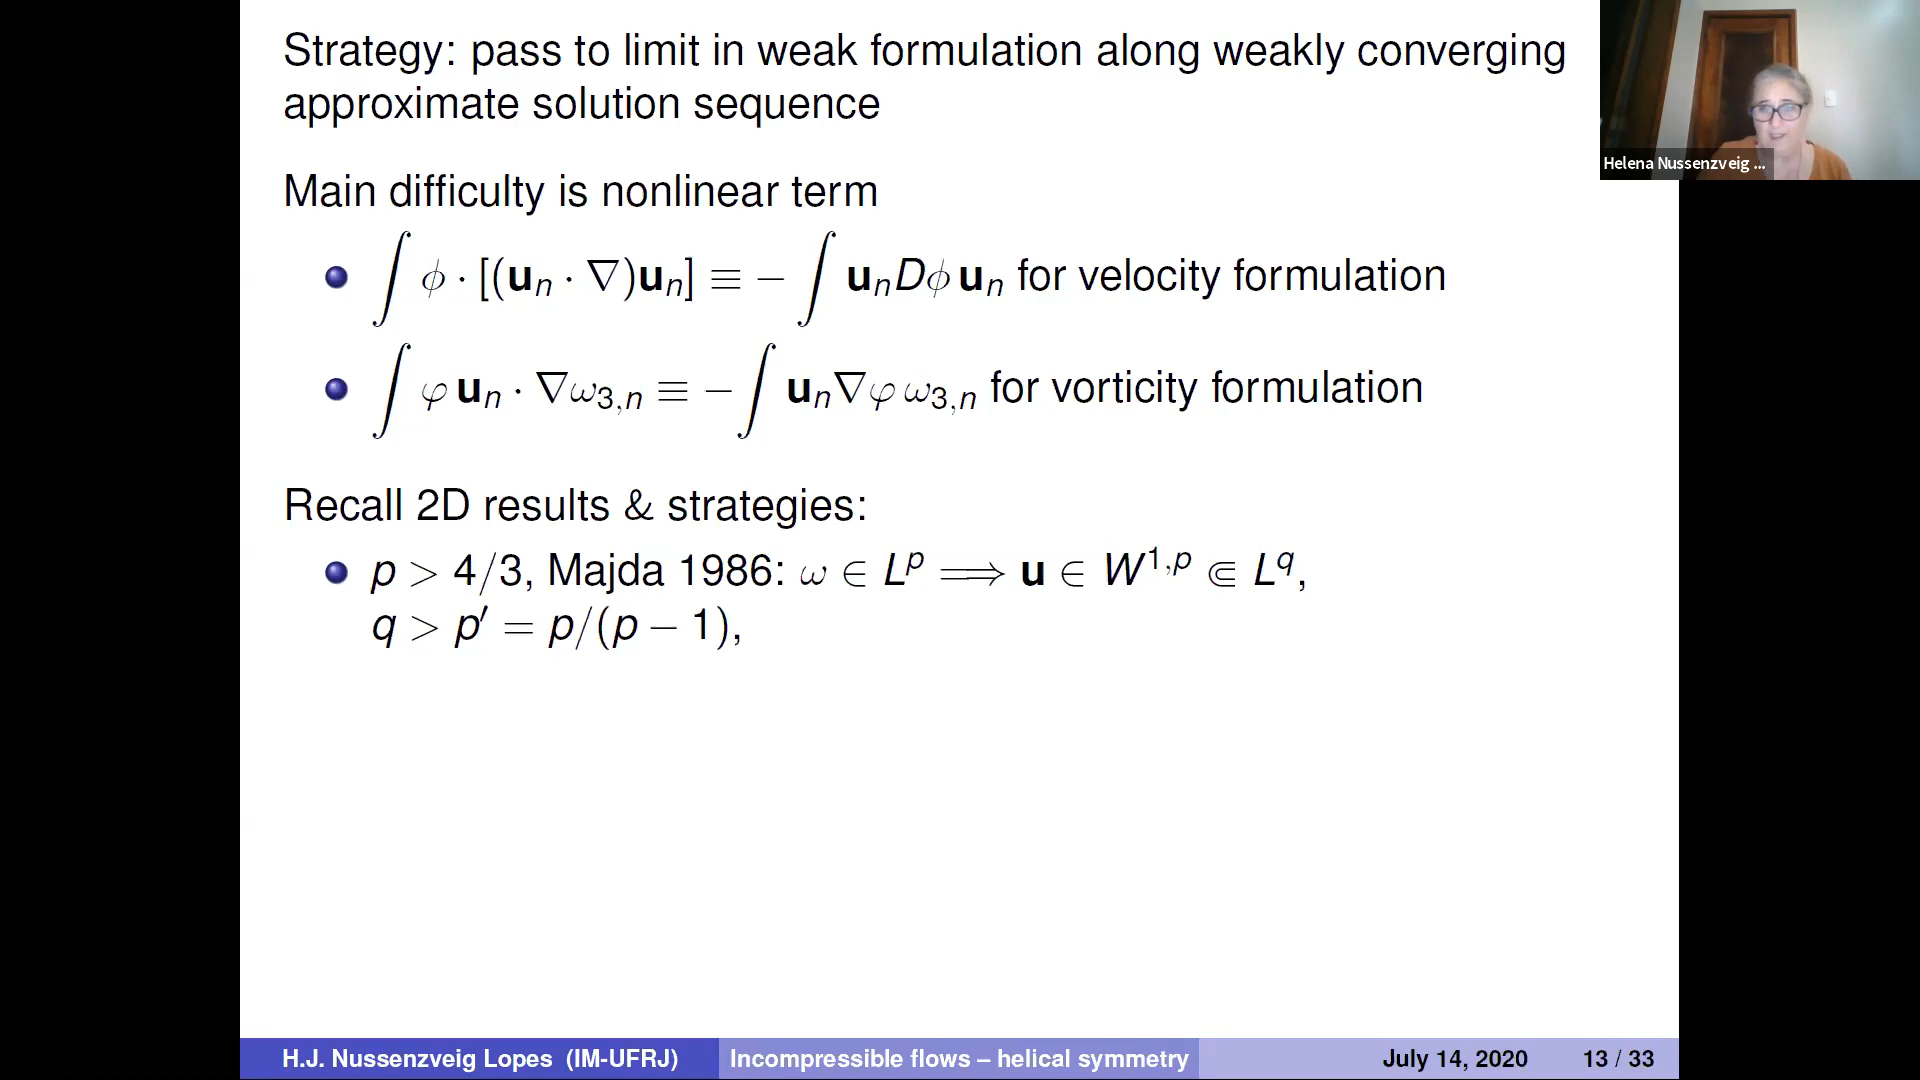 Strategy: pass to limit in weak formulation along weakly converging
approximate solution sequence
Helena Nussenzveig ...
Main difficulty is nonlinear term
∫ ϕ · [(uₙ · ∇)uₙ] ≡ − ∫ uₙDϕ uₙ for velocity formulation
∫ φ uₙ · ∇ω₃,ₙ ≡ − ∫ uₙ∇φ ω₃,ₙ for vorticity formulation
Recall 2D results & strategies:
p > 4/3, Majda 1986: ω ∈ Lᵖ ⟹ u ∈ W¹,ᵖ ⋐ L^q,
q > p′ = p/(p − 1),
H.J. Nussenzveig Lopes (IM-UFRJ) Incompressible flows – helical symmetry July 14, 2020 13 / 33